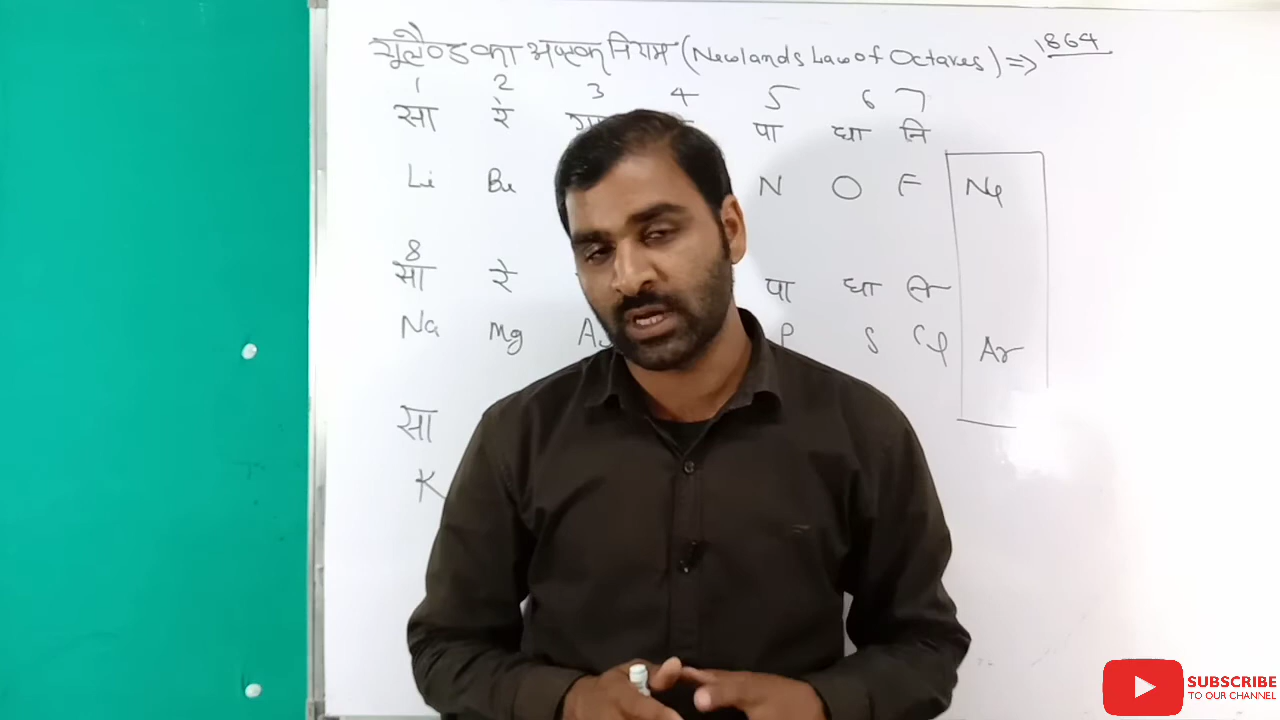 न्यूलैण्ड का अष्टक नियम (Newlands Law of Octaves) ⇒ 1864
1 2 3 4 5 6 7
सा रे गा पा धा नि
Li Be N O F Ne
8
सा रे पा धा नि
Na Mg P S Cl Ar
सा
K
SUBSCRIBE
TO OUR CHANNEL